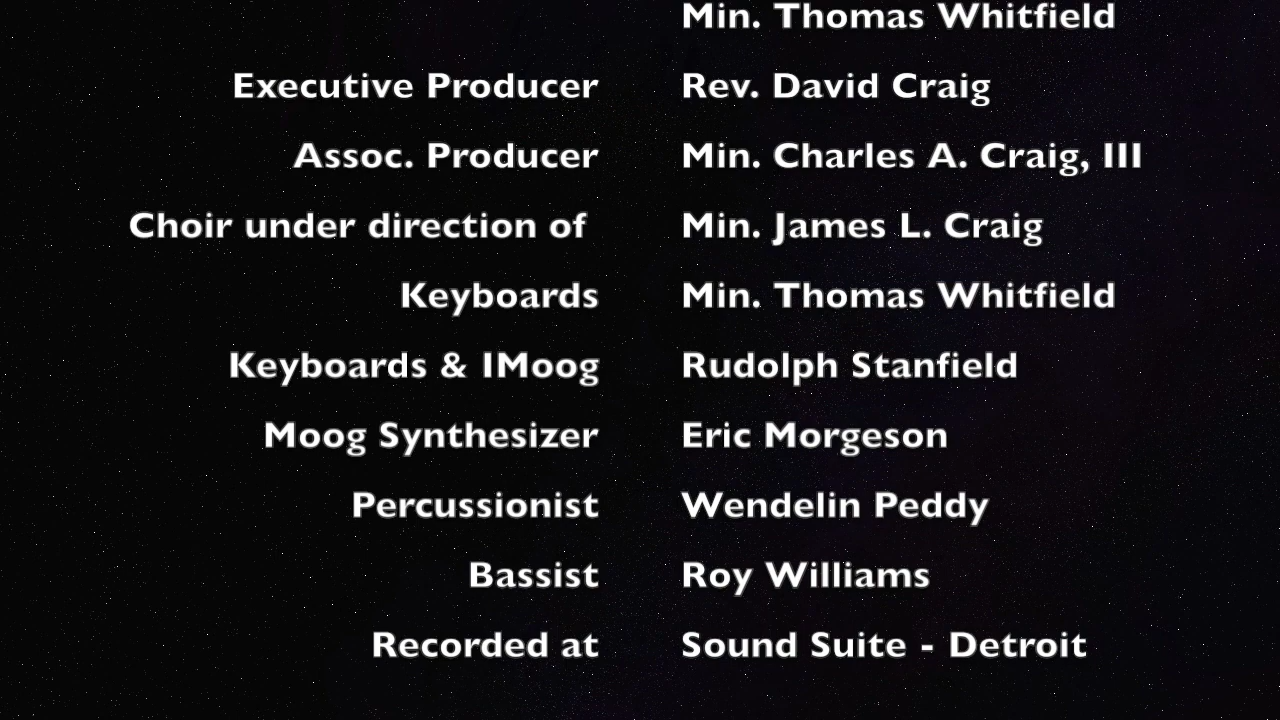 Min. Thomas Whitfield
Executive Producer Rev. David Craig
Assoc. Producer Min. Charles A. Craig, III
Choir under direction of Min. James L. Craig
Keyboards Min. Thomas Whitfield
Keyboards & IMoog Rudolph Stanfield
Moog Synthesizer Eric Morgeson
Percussionist Wendelin Peddy
Bassist Roy Williams
Recorded at Sound Suite - Detroit